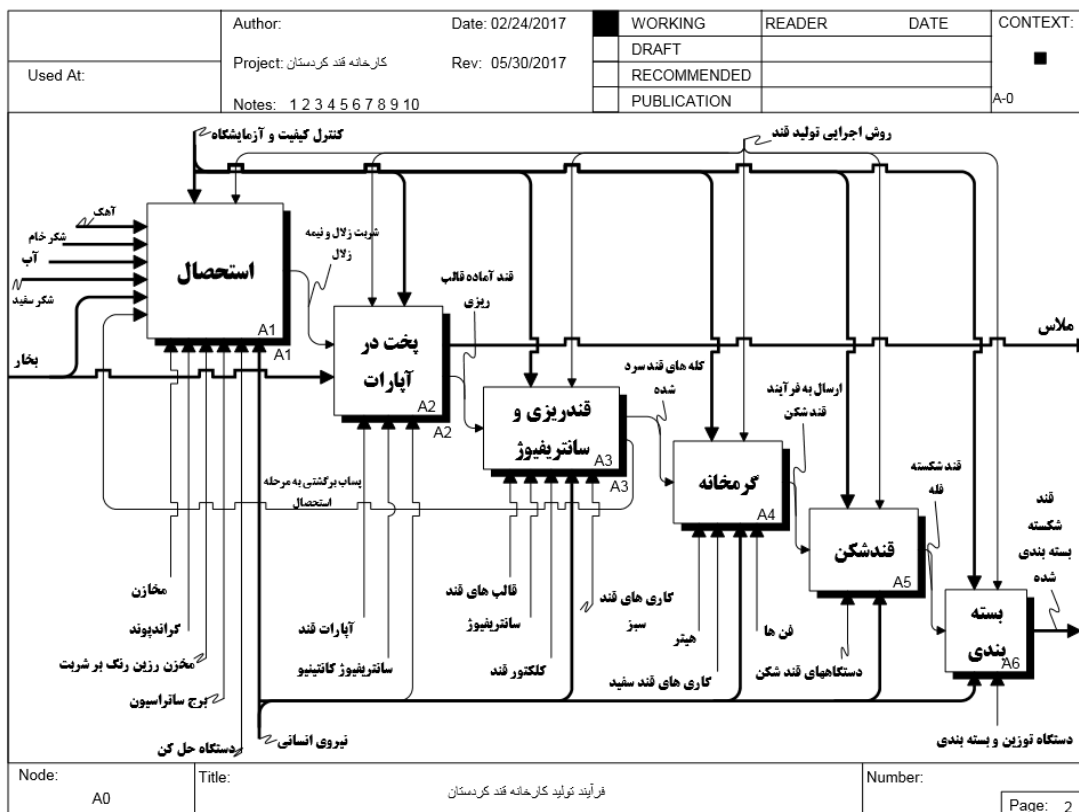 Used At:
Author:
Date: 02/24/2017
Project: کارخانه قند کردستان
Rev: 05/30/2017
Notes: 1 2 3 4 5 6 7 8 9 10
WORKING
DRAFT
RECOMMENDED
PUBLICATION
READER
DATE
CONTEXT:
A-0
کنترل کیفیت و آزمایشگاه
روش اجرایی تولید قند
آهک
شکر خام
آب
شکر سفید
بخار
استحصال
A1
A1
شربت زلال و نیمه
زلال
پخت در
آپارات
A2
A2
قند آماده قالب
ریزی
ملاس
قندریزی و
سانتریفیوژ
A3
A3
کله های قند سرد
شده
گرمخانه
A4
ارسال به فرآیند
قند شکن
قندشکن
A5
قند شکسته
فله
بسته
بندی
A6
قند
شکسته
بسته بندی
شده
پساب برگشتی به مرحله
استحصال
مخازن
گراندپوند
مخزن رزین رنگ بر شربت
برج ساتراسیون
دستگاه حل کن
نیروی انسانی
آپارات قند
سانتریفیوژ کانتینیو
قالب های قند
سانتریفیوژ
کلکتور قند
کاری های قند
سبز
هیتر
کاری های قند سفید
فن ها
دستگاههای قند شکن
دستگاه توزین و بسته بندی
Node:
A0
Title:
فرآیند تولید کارخانه قند کردستان
Number:
Page: 2